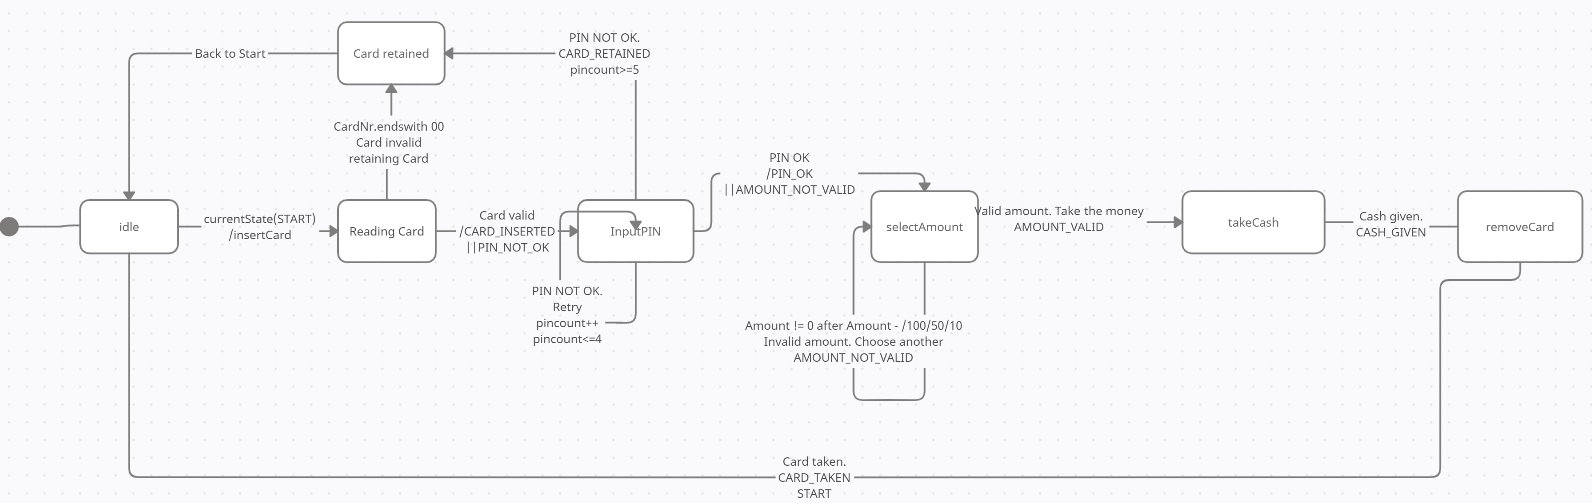 PIN NOT OK.
CARD_RETAINED
pincount>=5
Card retained
Back to Start
CardNr.endswith 00
Card invalid
retaining Card
PIN OK
/PIN_OK
||AMOUNT_NOT_VALID
idle
currentState(START)
/insertCard
Reading Card
Card valid
/CARD_INSERTED
||PIN_NOT_OK
InputPIN
selectAmount
Valid amount. Take the money
AMOUNT_VALID
takeCash
Cash given.
CASH_GIVEN
removeCard
PIN NOT OK.
Retry
pincount++
pincount<=4
Amount != 0 after Amount - /100/50/10
Invalid amount. Choose another
AMOUNT_NOT_VALID
Card taken.
CARD_TAKEN
START